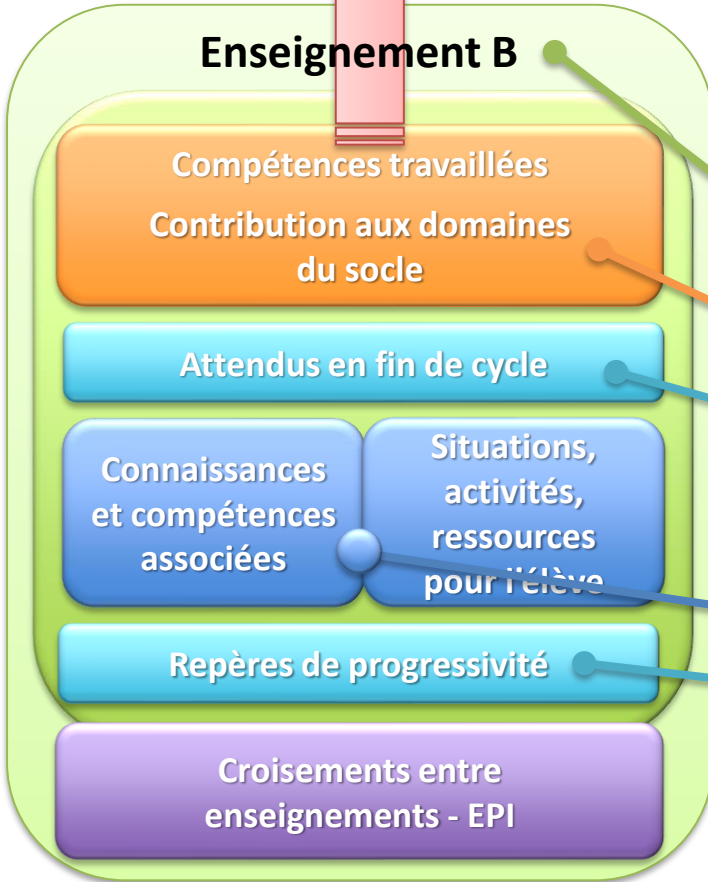 Enseignement B
Compétences travaillées
Contribution aux domaines
du socle
Attendus en fin de cycle
Connaissances
et compétences
associées
Situations,
activités,
ressources
pour l'élève
Repères de progressivité
Croisements entre
enseignements - EPI